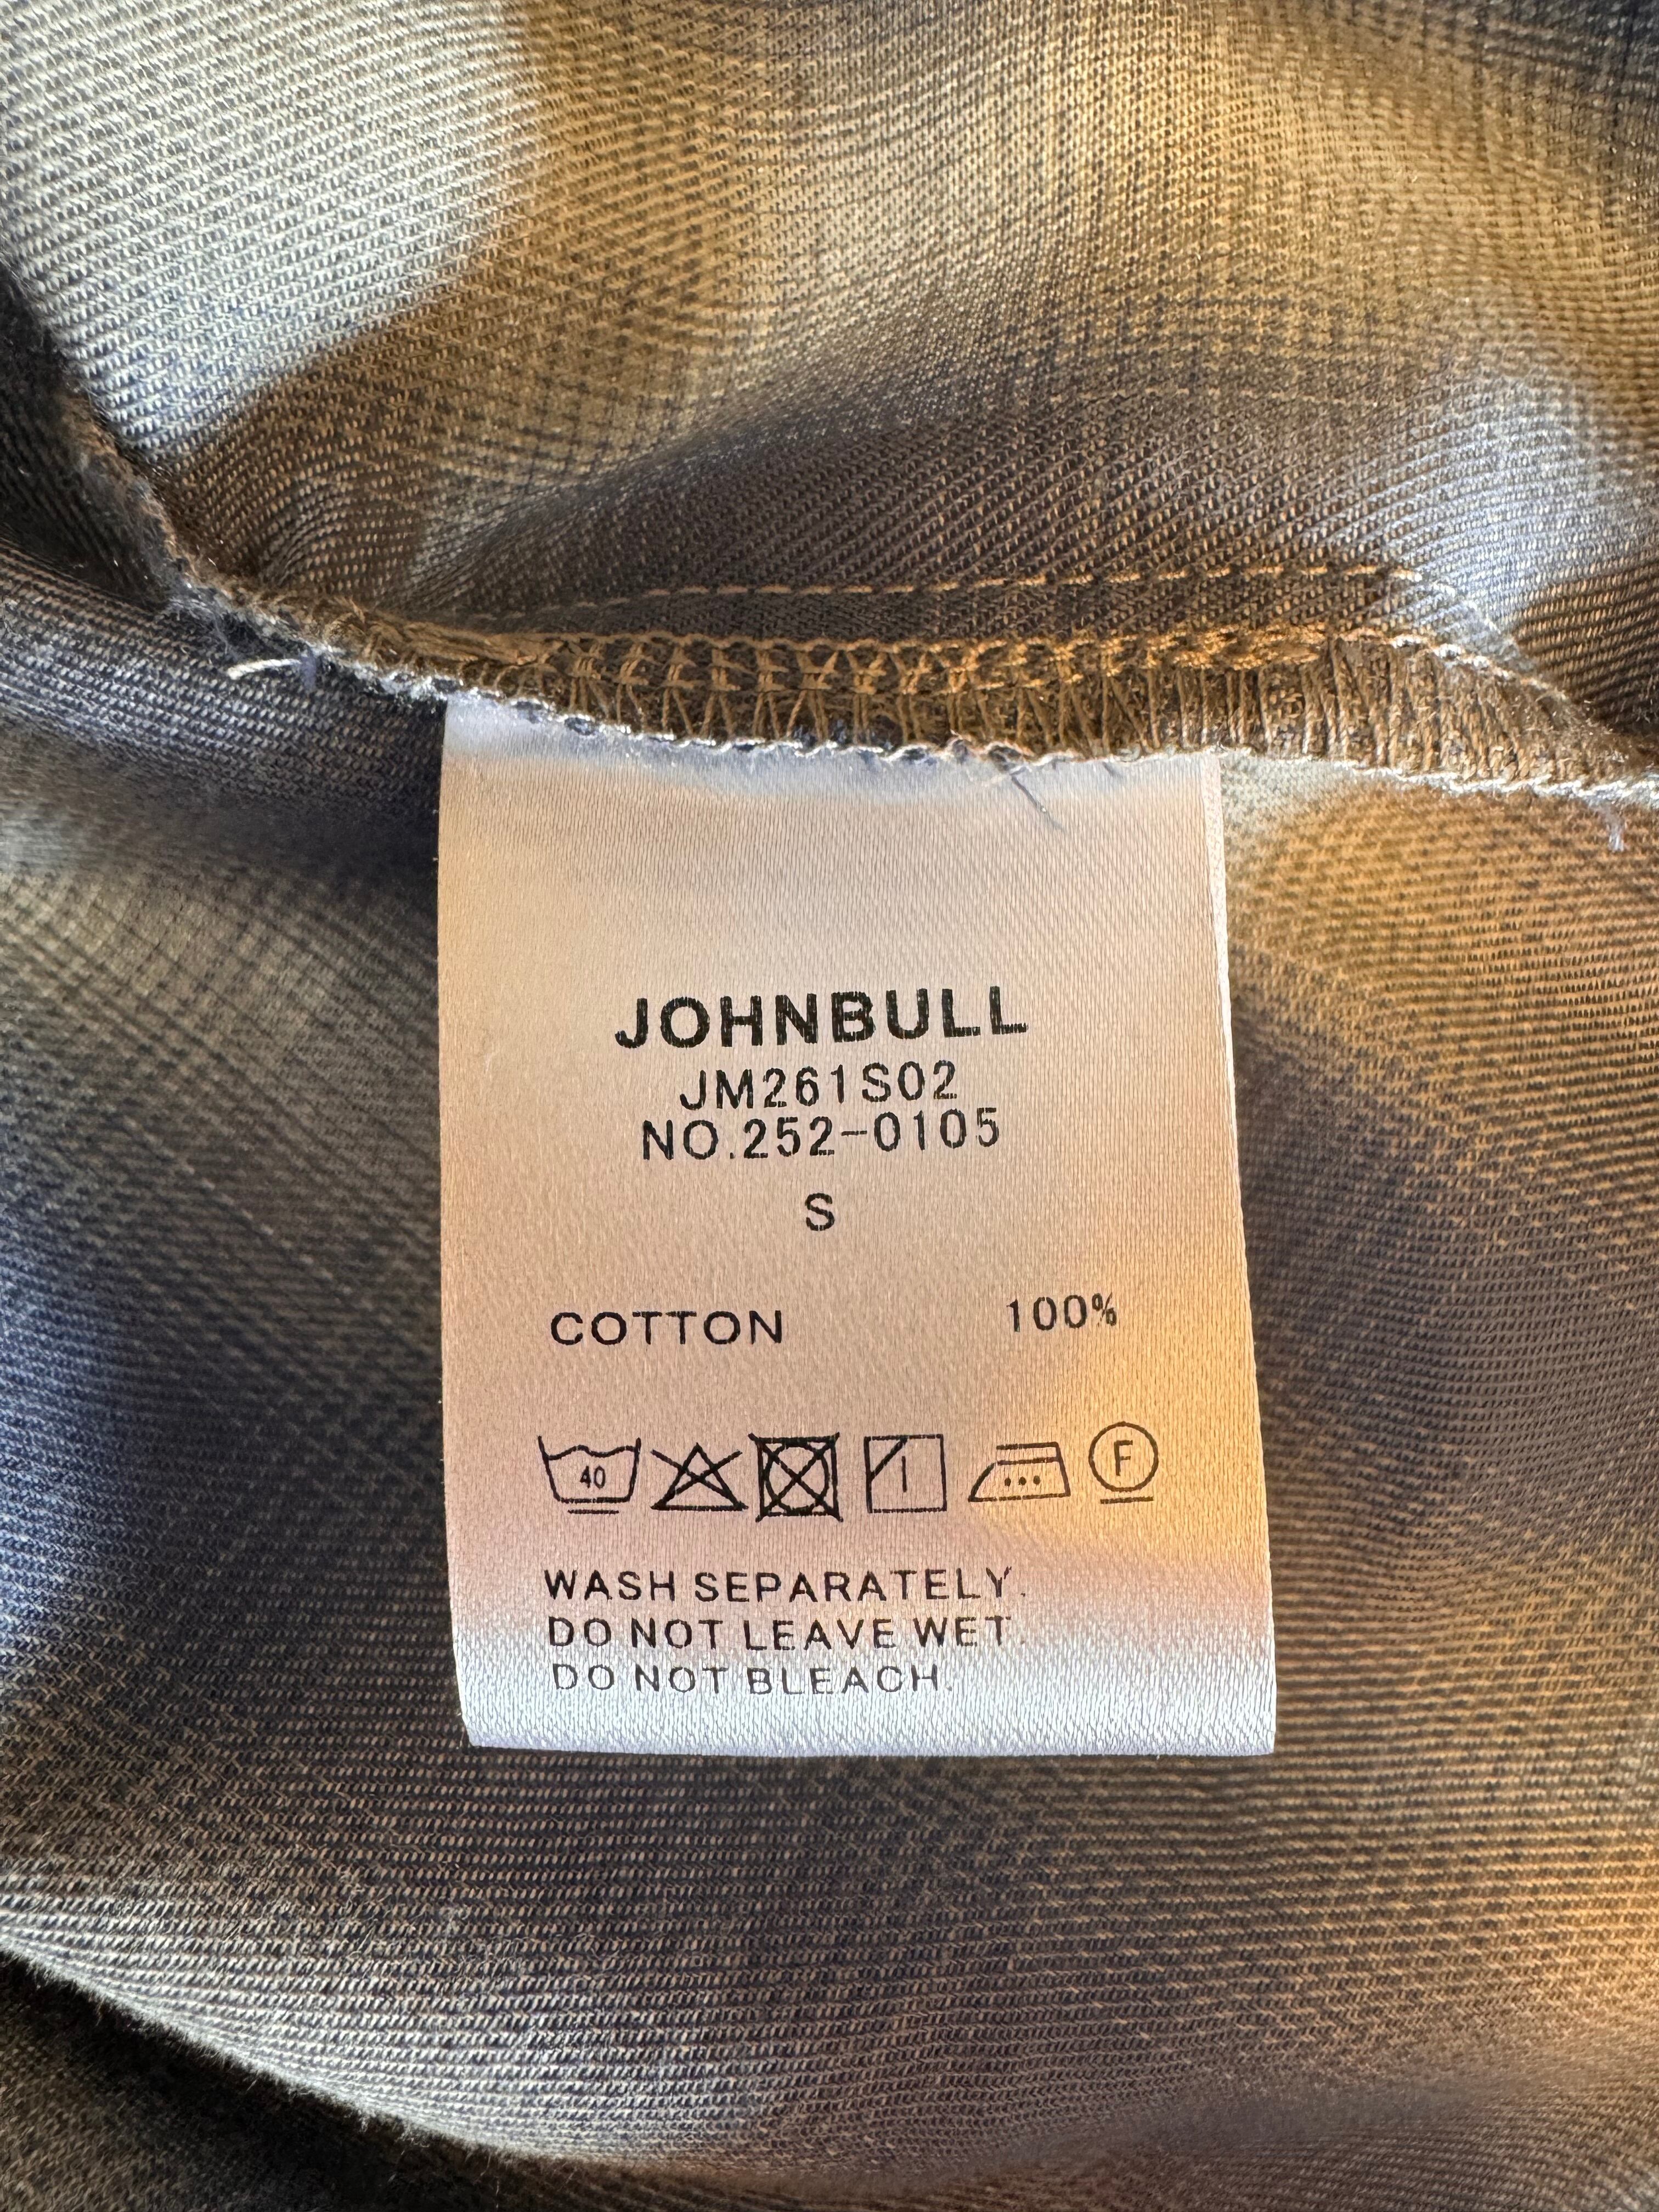 JOHNBULL
JM261S02
NO.252-0105
S
COTTON 100%
40 F
WASH SEPARATELY.
DO NOT LEAVE WET.
DO NOT BLEACH.